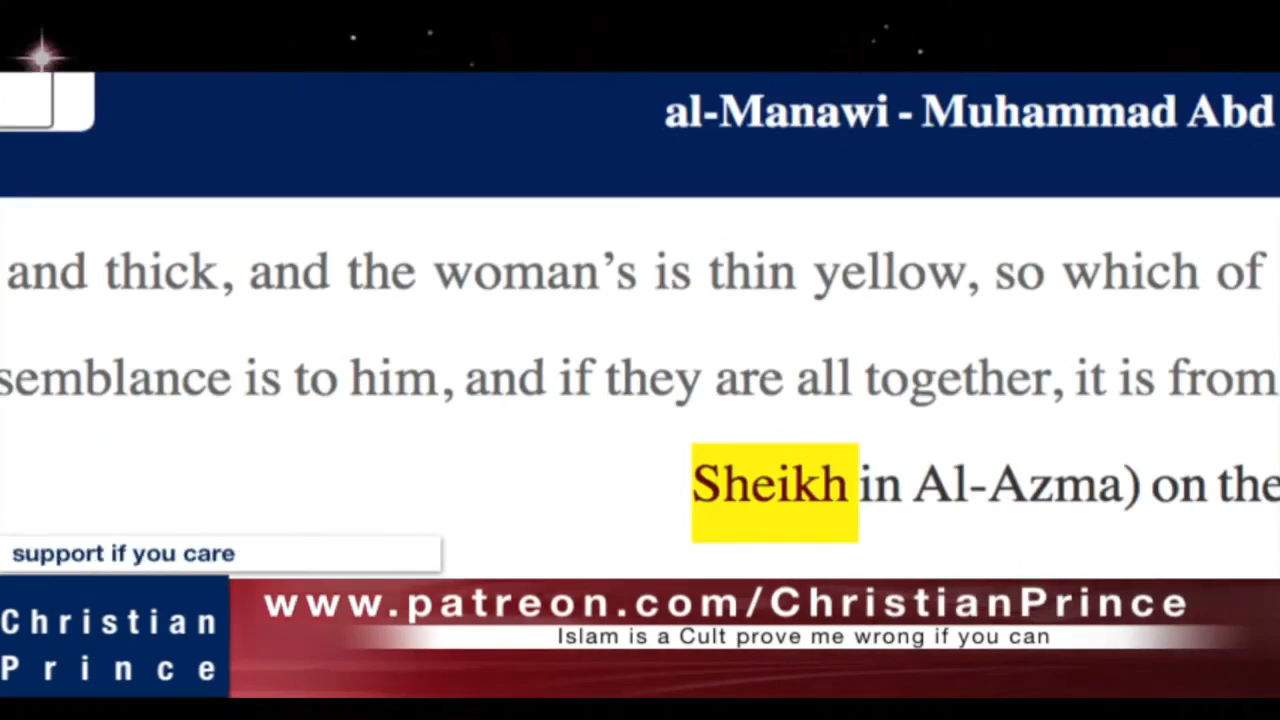 al-Manawi - Muhammad Abd
and thick, and the woman’s is thin yellow, so which of
semblance is to him, and if they are all together, it is from
Sheikh in Al-Azma) on the
support if you care
Christian
Prince
www.patreon.com/ChristianPrince
Islam is a Cult prove me wrong if you can